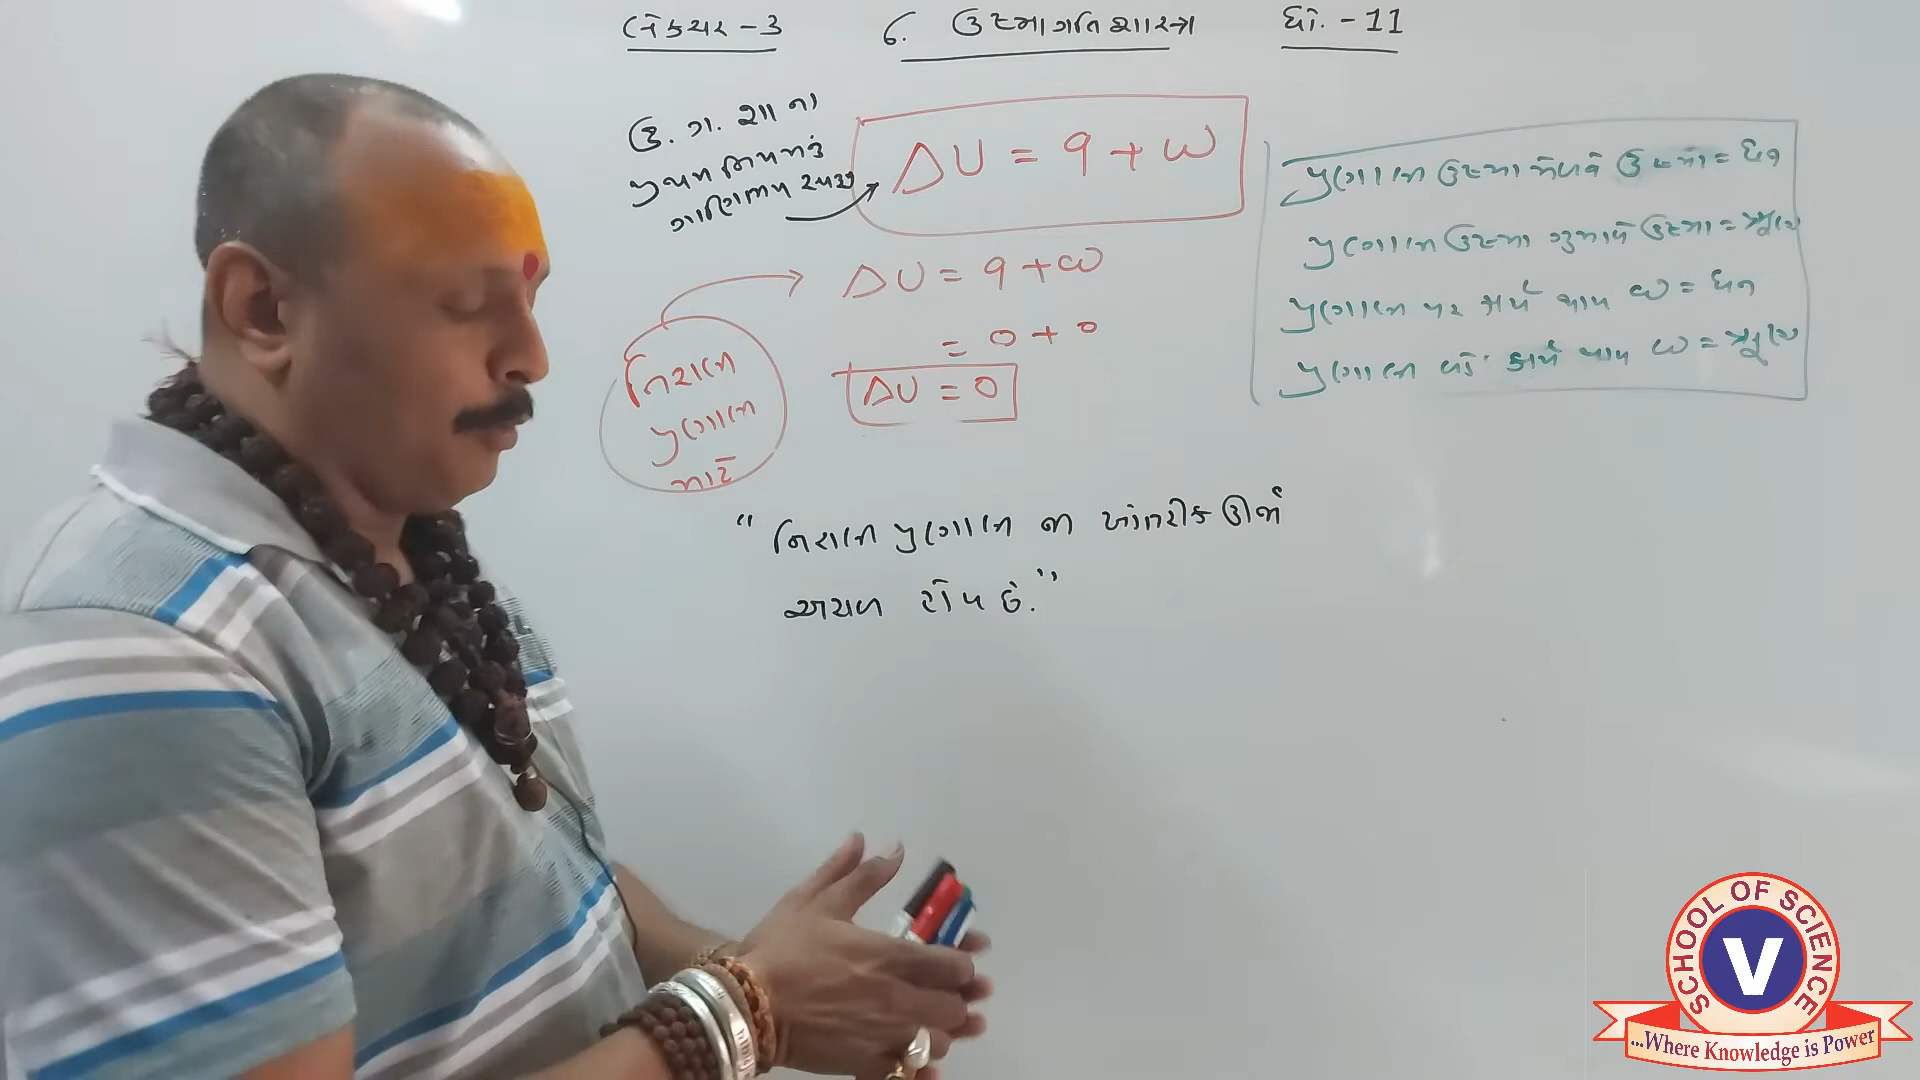 લેકચર - 3
6. ઉષ્માગતિશાસ્ત્ર
ધો. - 11
ઉ. ગ. શા ના
પ્રથમ નિયમનું
ગાણિતિય સ્વરૂપ
ΔU = q + w
ΔU = q + w
= 0 + 0
ΔU = 0
નિરાળી
પ્રણાલી
માટે
પ્રણાલી ઉષ્મા મેળવે ઉષ્મા = ધન
પ્રણાલી ઉષ્મા ગુમાવે ઉષ્મા = ઋણ
પ્રણાલી પર કાર્ય થાય w = ધન
પ્રણાલી વડે કાર્ય થાય w = ઋણ
" નિરાળી પ્રણાલી ની આંતરીક ઊર્જા
અચળ હોય છે. "
SCHOOL OF SCIENCE
V
...Where Knowledge is Power